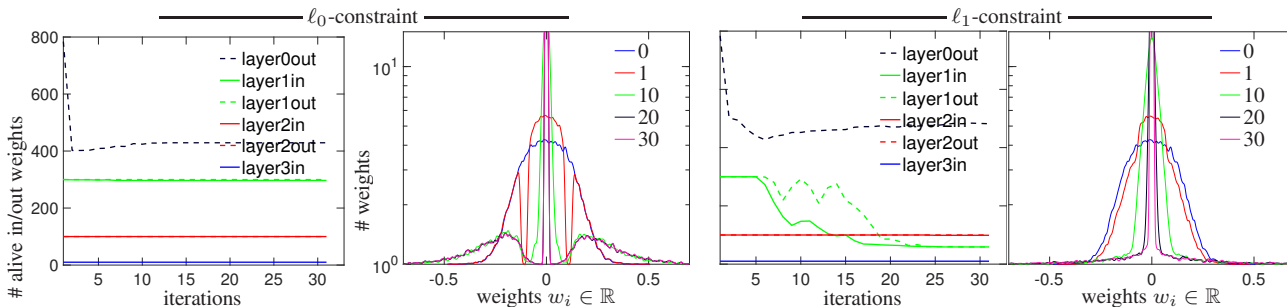 ℓ0-constraint
ℓ1-constraint
# alive in/out weights
800
600
400
200
0
5
10
15
20
25
30
iterations
layer0out
layer1in
layer1out
layer2in
layer2out
layer3in
# weights
10^1
10^0
-0.5
0
0.5
weights w_i ∈ ℝ
0
1
10
20
30
5
10
15
20
25
30
iterations
layer0out
layer1in
layer1out
layer2in
layer2out
layer3in
-0.5
0
0.5
weights w_i ∈ ℝ
0
1
10
20
30